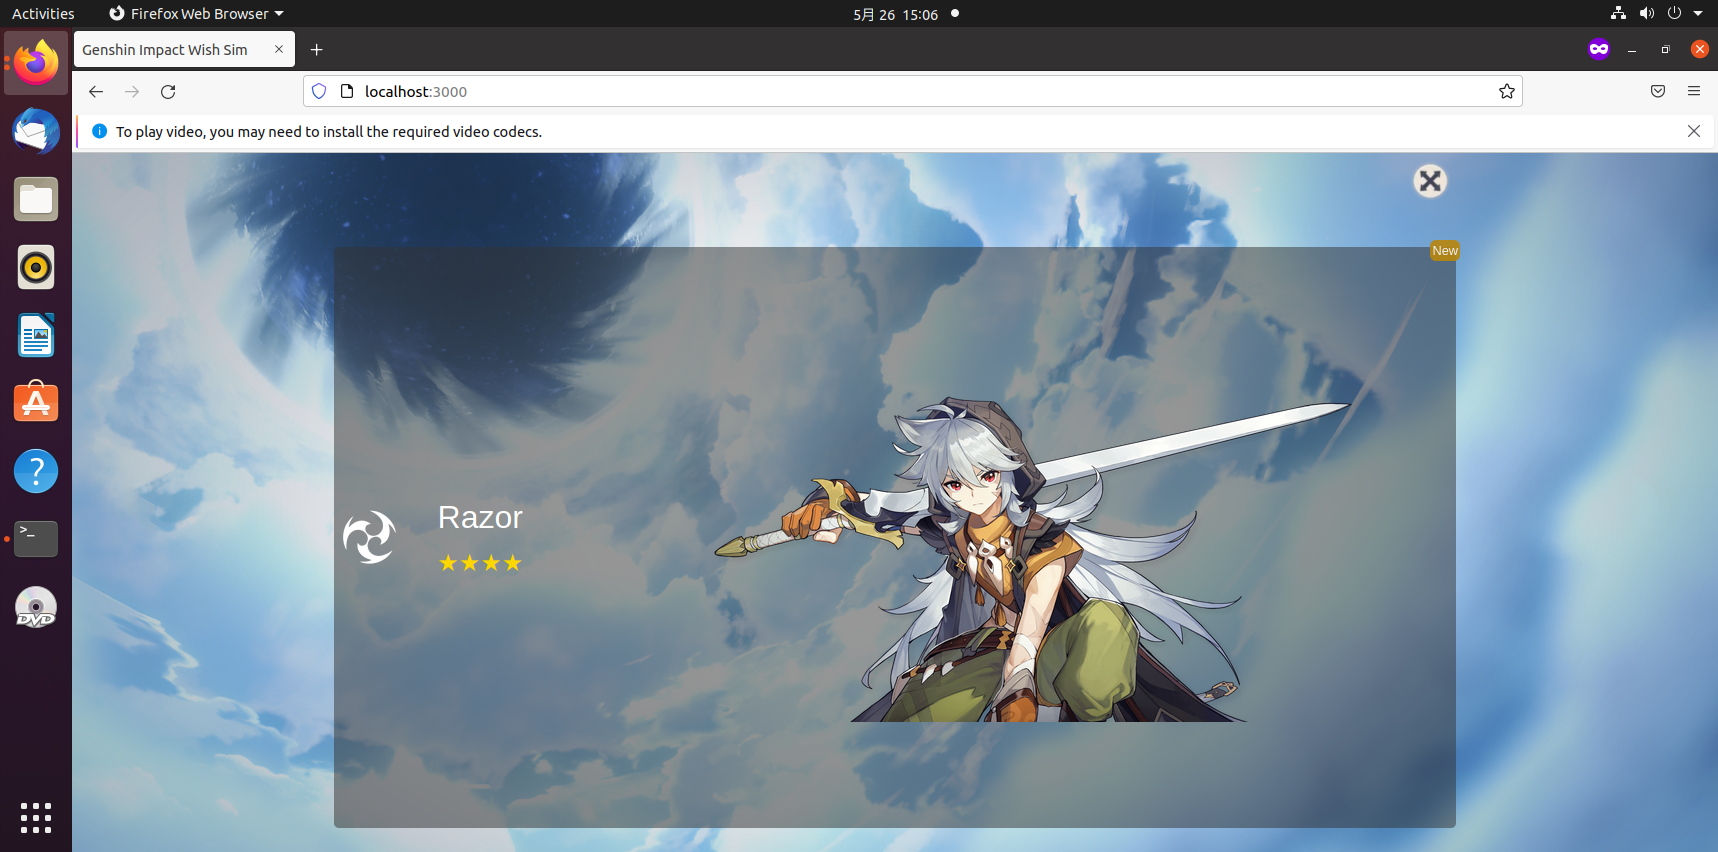 Activities
Firefox Web Browser
5月 26 15:06
Genshin Impact Wish Sim
localhost:3000
To play video, you may need to install the required video codecs.
New
Razor
★★★★
>_
?
DVD